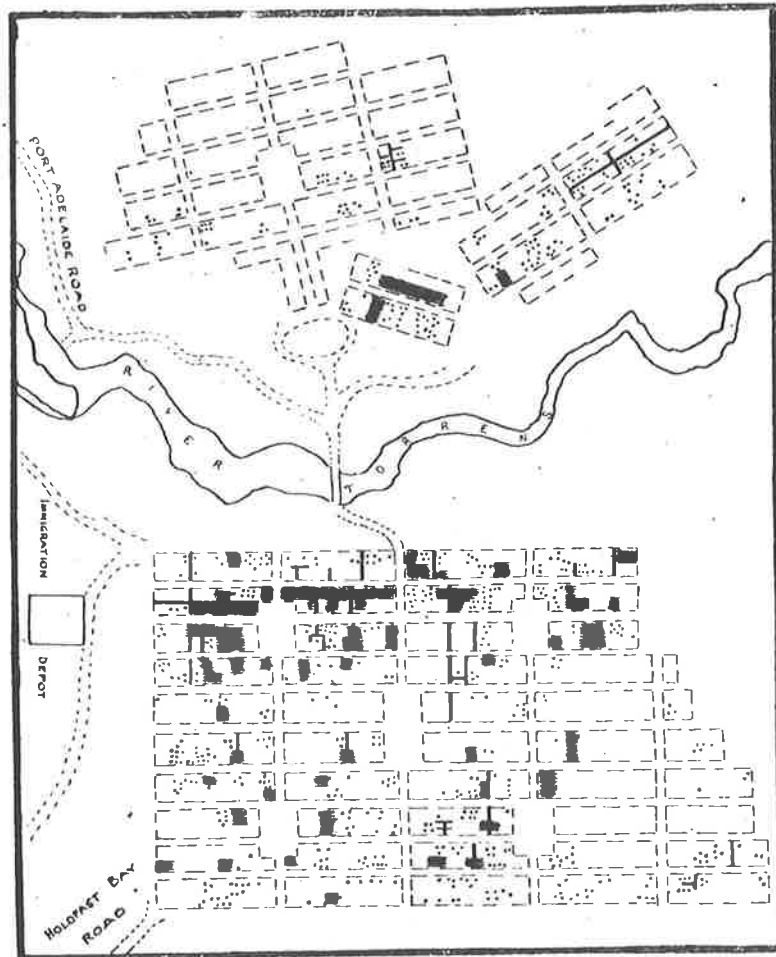 PORT ADELAIDE ROAD
RIVER
TORRENS
IMMIGRATION
DEPOT
HOLDFAST BAY
ROAD